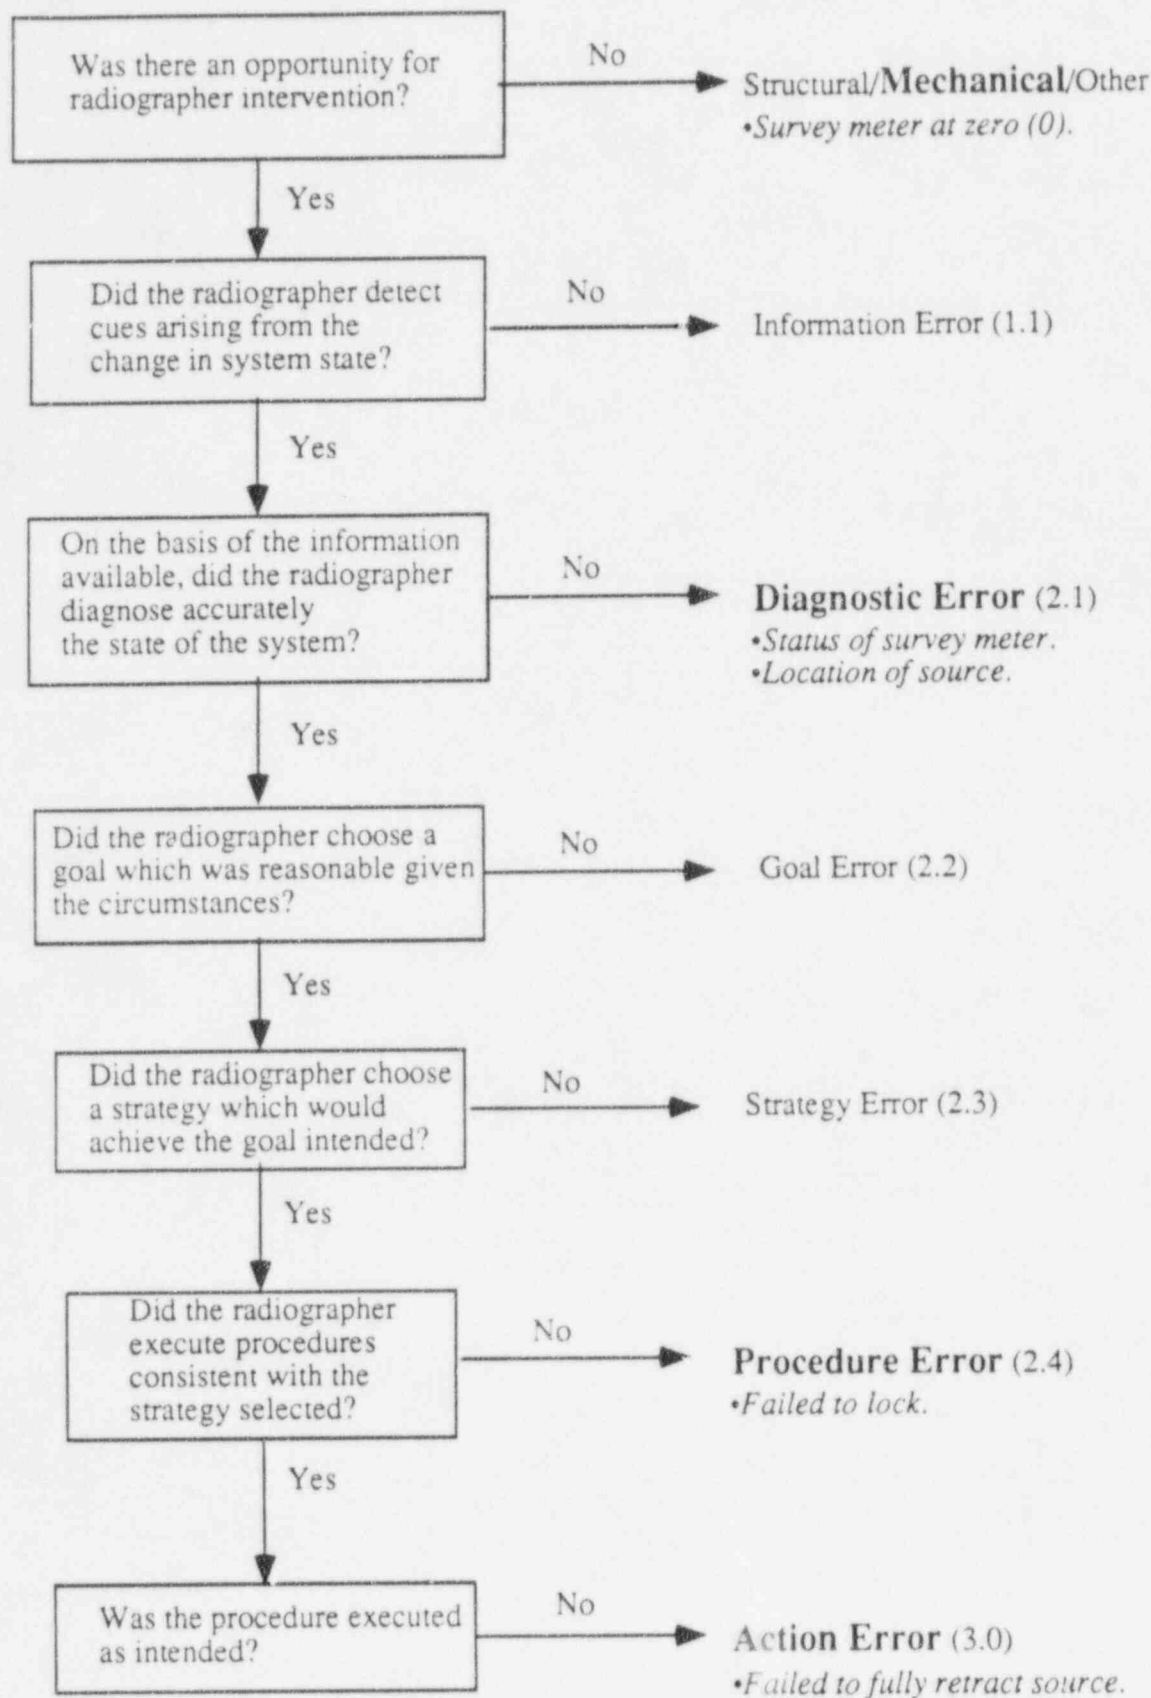 Was there an opportunity for
radiographer intervention?
No
Structural/Mechanical/Other
•Survey meter at zero (0).
Yes
Did the radiographer detect
cues arising from the
change in system state?
No
Information Error (1.1)
Yes
On the basis of the information
available, did the radiographer
diagnose accurately
the state of the system?
No
Diagnostic Error (2.1)
•Status of survey meter.
•Location of source.
Yes
Did the radiographer choose a
goal which was reasonable given
the circumstances?
No
Goal Error (2.2)
Yes
Did the radiographer choose
a strategy which would
achieve the goal intended?
No
Strategy Error (2.3)
Yes
Did the radiographer
execute procedures
consistent with the
strategy selected?
No
Procedure Error (2.4)
•Failed to lock.
Yes
Was the procedure executed
as intended?
No
Action Error (3.0)
•Failed to fully retract source.